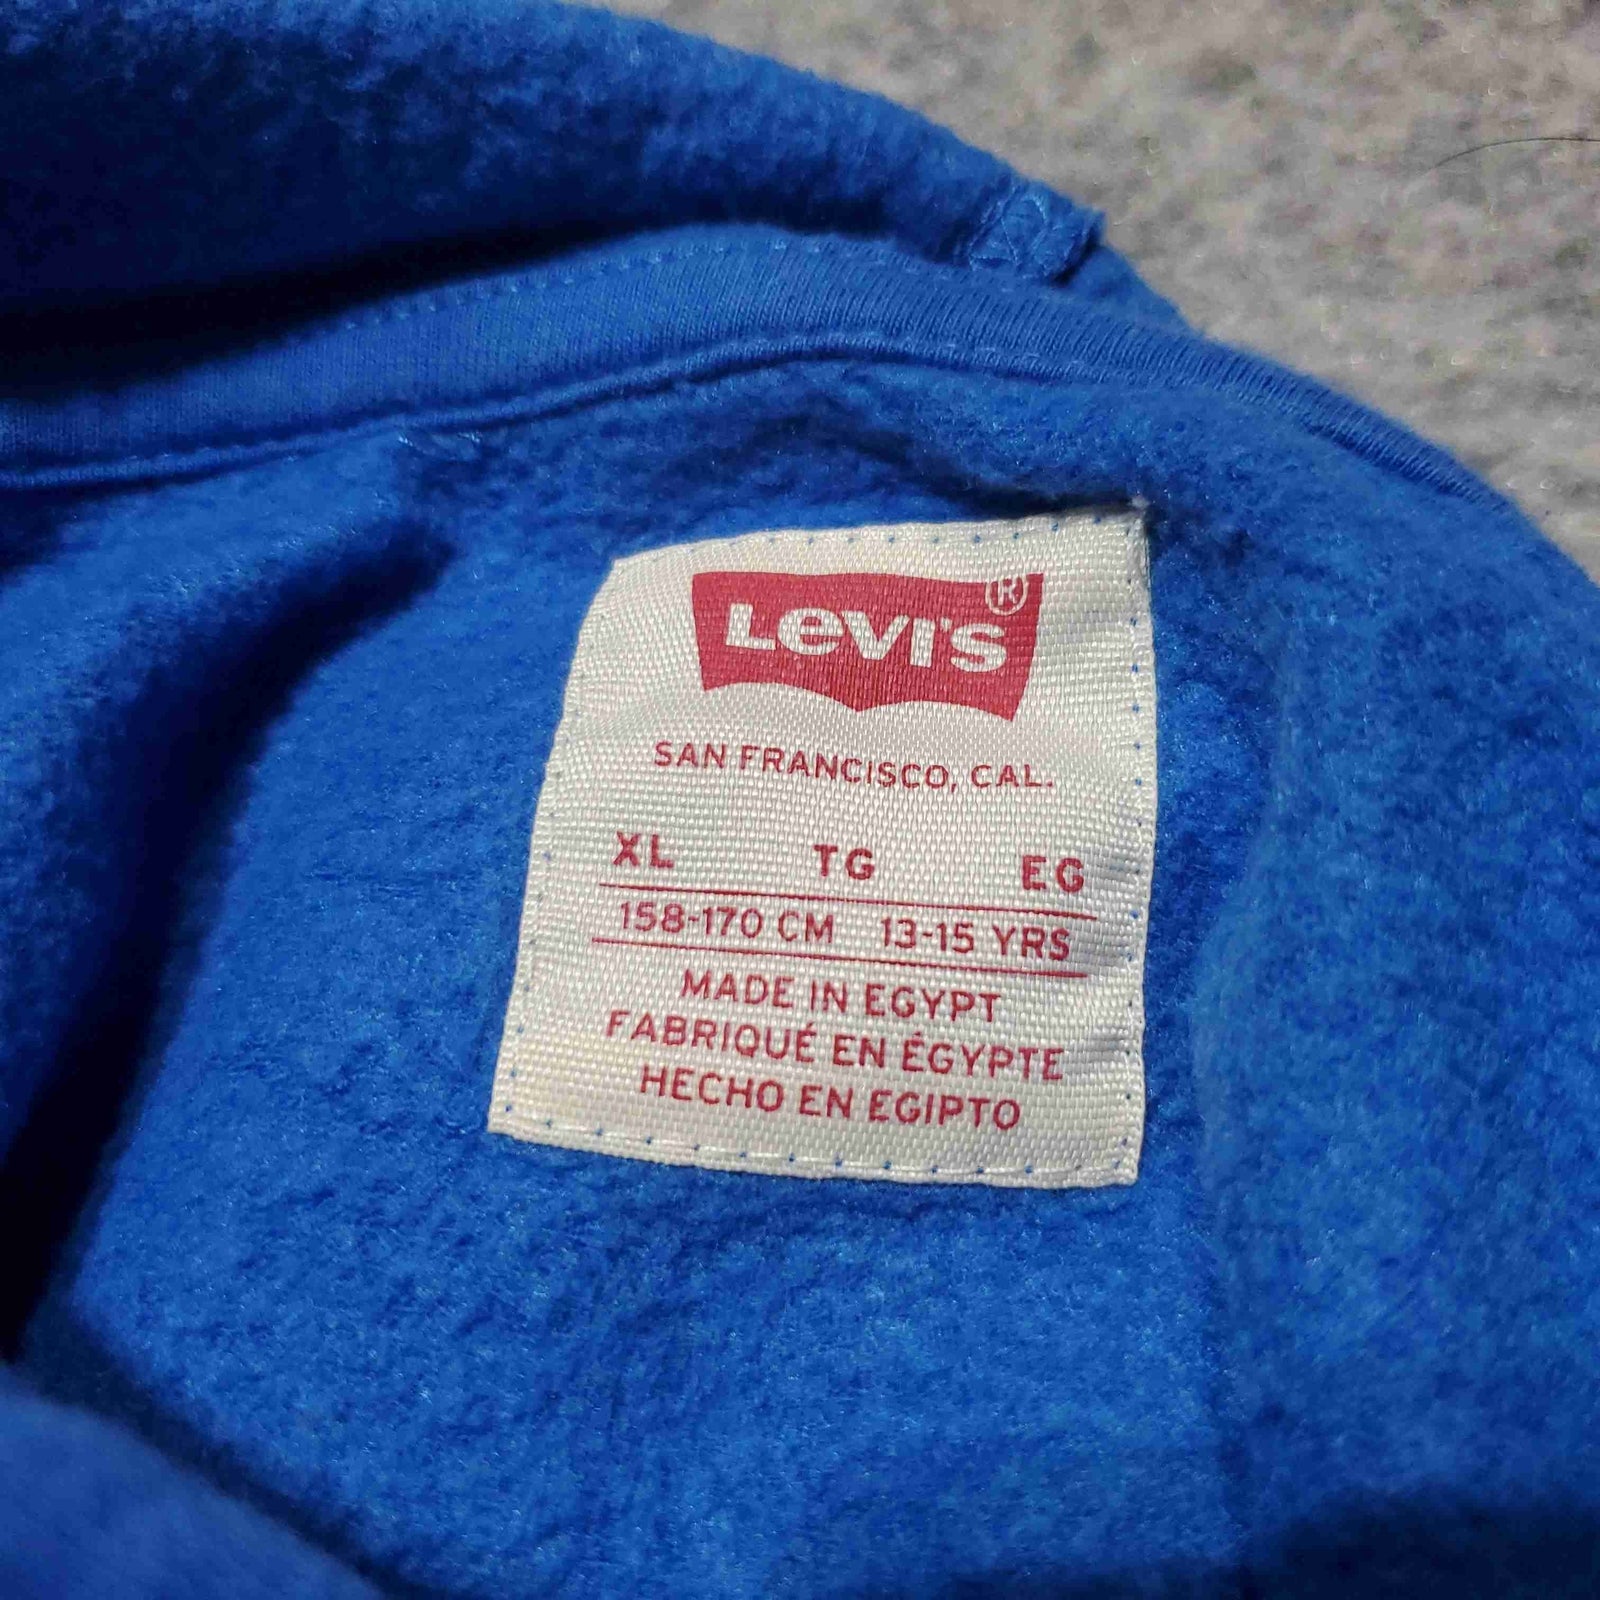 LEVI'S®
SAN FRANCISCO, CAL.
XL TG EG
158-170 CM 13-15 YRS
MADE IN EGYPT
FABRIQUÉ EN ÉGYPTE
HECHO EN EGIPTO